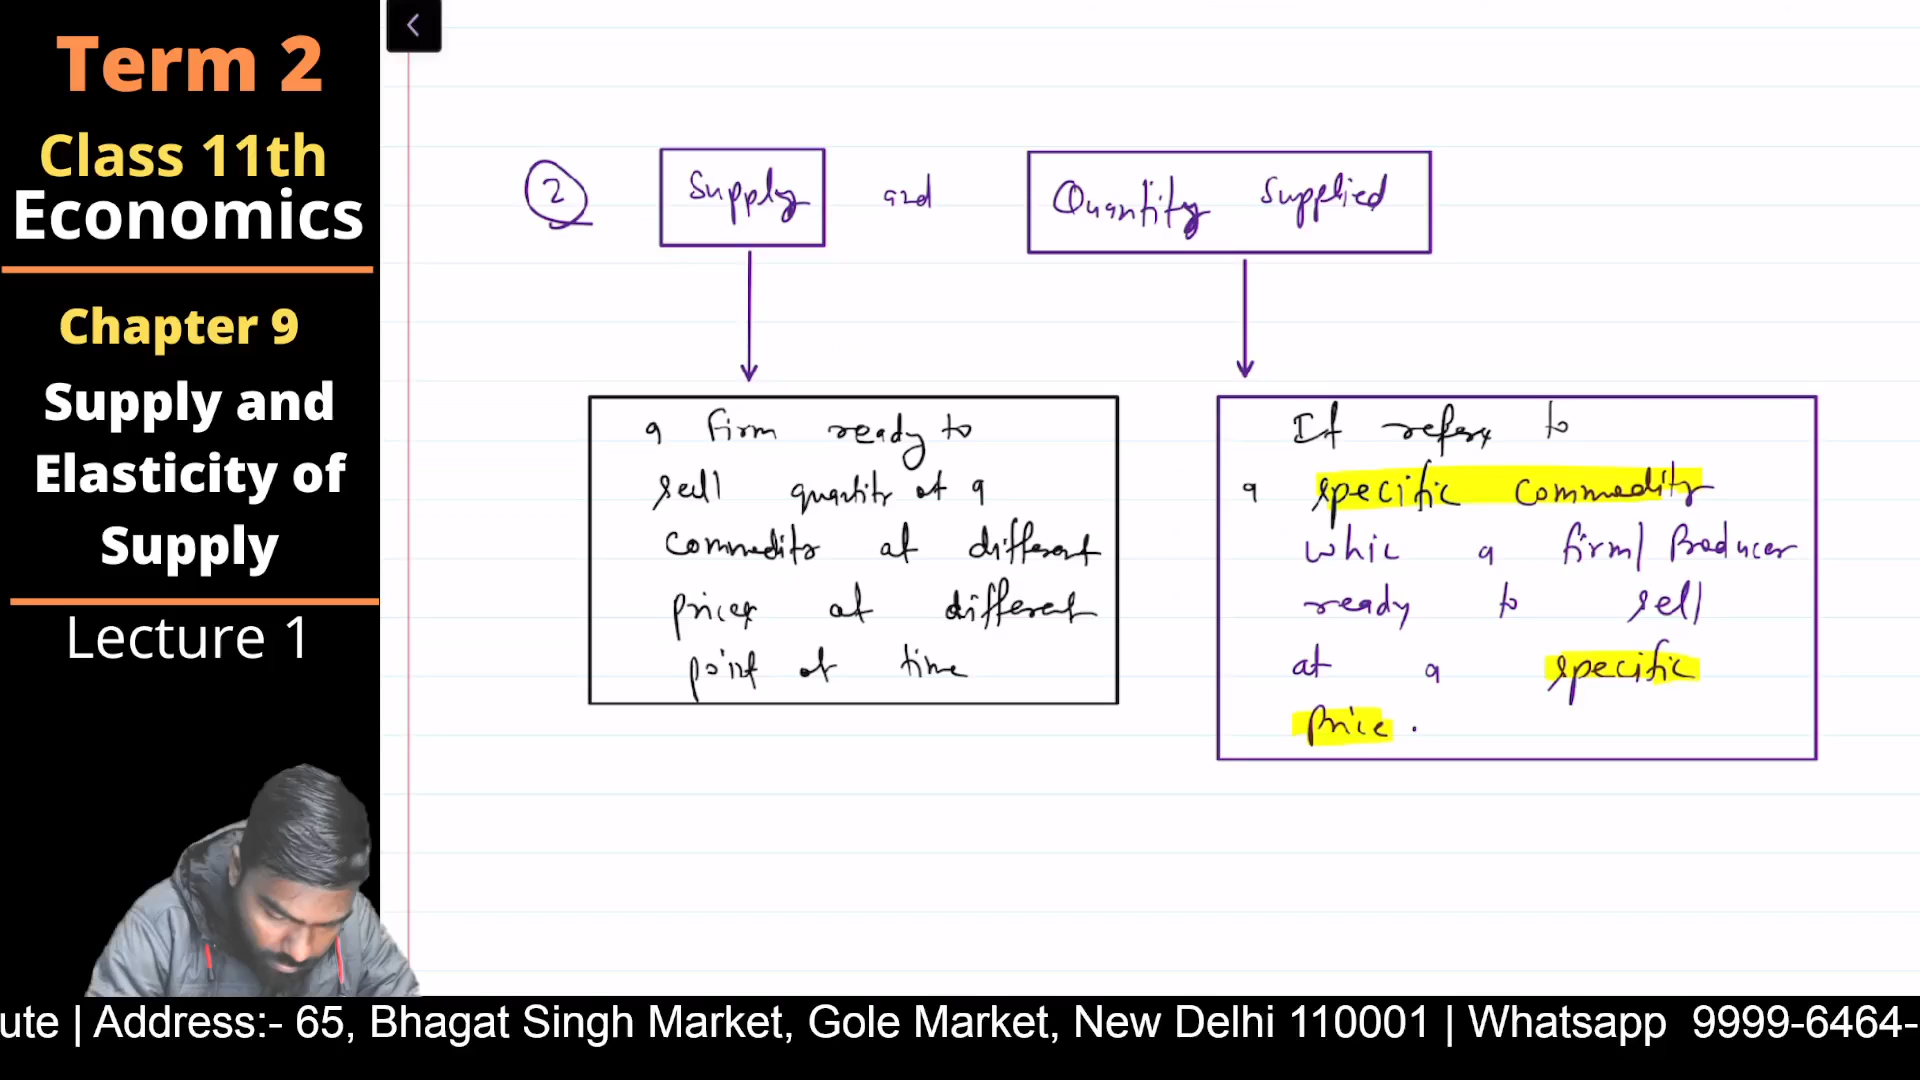 Term 2
Class 11th
Economics
Chapter 9
Supply and
Elasticity of
Supply
Lecture 1
2 Supply and Quantity Supplied
a firm ready to
sell quantity of a
commodity at different
prices at different
point of time
It refers to
a specific commodity
whic a firm/Producer
ready to sell
at a specific
price.
ute | Address:- 65, Bhagat Singh Market, Gole Market, New Delhi 110001 | Whatsapp 9999-6464-